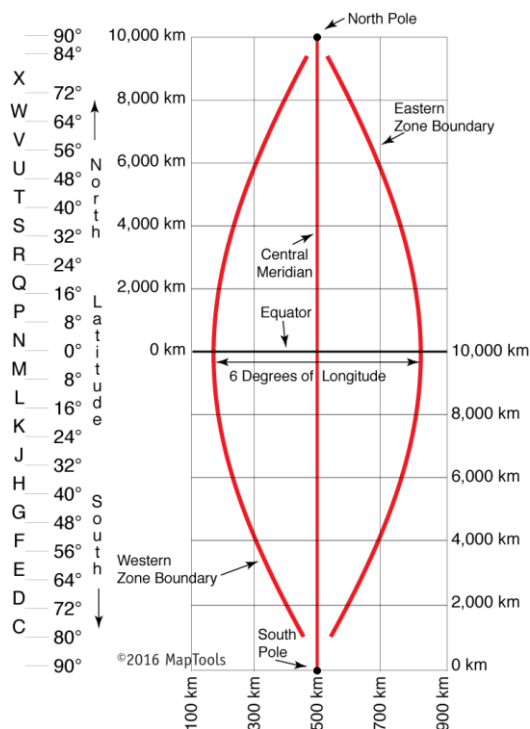 90°
84°
X
72°
W
64°
V
56°
U
48°
T
40°
S
32°
R
24°
Q
16°
P
8°
N
0°
M
8°
L
16°
K
24°
J
32°
H
40°
G
48°
F
56°
E
64°
D
72°
C
80°
90°
North
Latitude
South
10,000 km
8,000 km
6,000 km
4,000 km
2,000 km
0 km
North Pole
Eastern
Zone Boundary
Central
Meridian
Equator
6 Degrees of Longitude
Western
Zone Boundary
South
Pole
10,000 km
8,000 km
6,000 km
4,000 km
2,000 km
0 km
©2016 MapTools
100 km
300 km
500 km
700 km
900 km